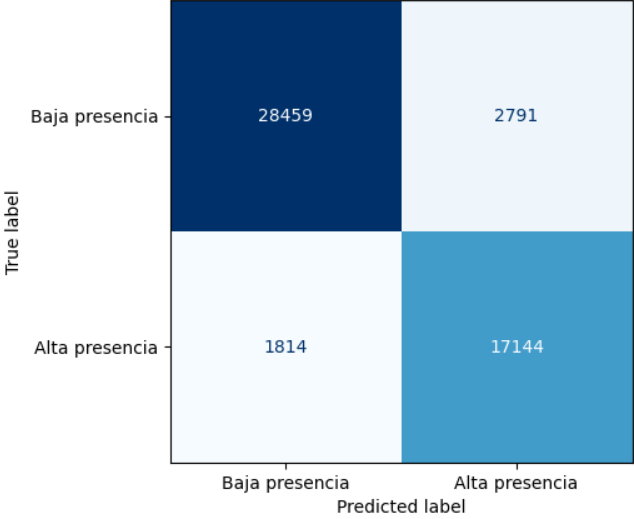 True label
Baja presencia
28459
2791
Alta presencia
1814
17144
Baja presencia
Alta presencia
Predicted label